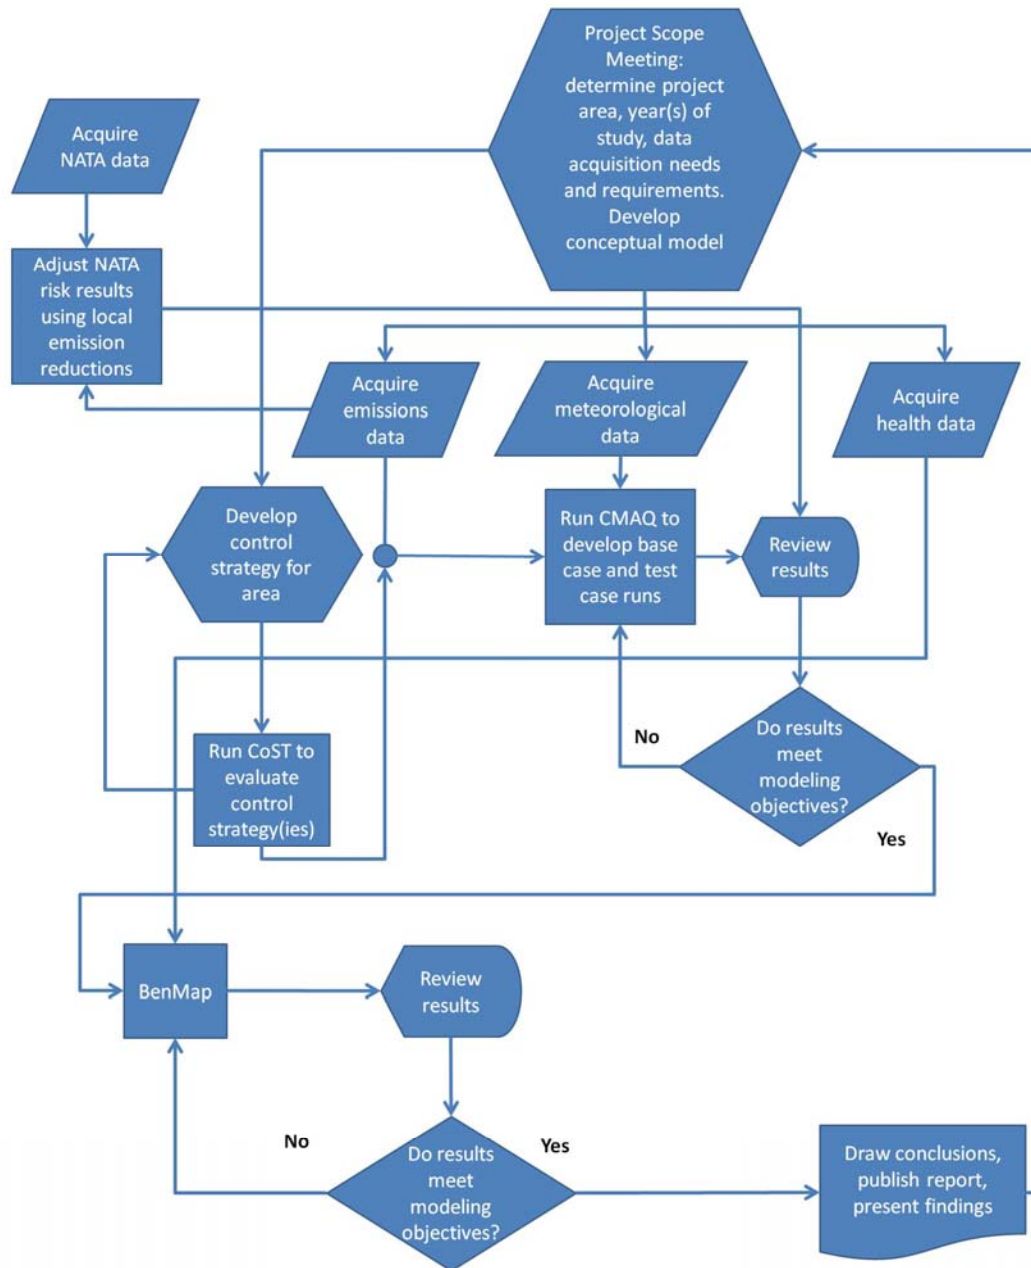 Project Scope
Meeting:
determine project
area, year(s) of
study, data
acquisition needs
and requirements.
Develop
conceptual model
Acquire
NATA data
Adjust NATA
risk results
using local
emission
reductions
Acquire
emissions
data
Acquire
meteorological
data
Acquire
health data
Develop
control
strategy for
area
Run CMAQ to
develop base
case and test
case runs
Review
results
Run CoST to
evaluate
control
strategy(ies)
No
Do results
meet
modeling
objectives?
Yes
BenMap
Review
results
No
Do results
meet
modeling
objectives?
Yes
Draw conclusions,
publish report,
present findings